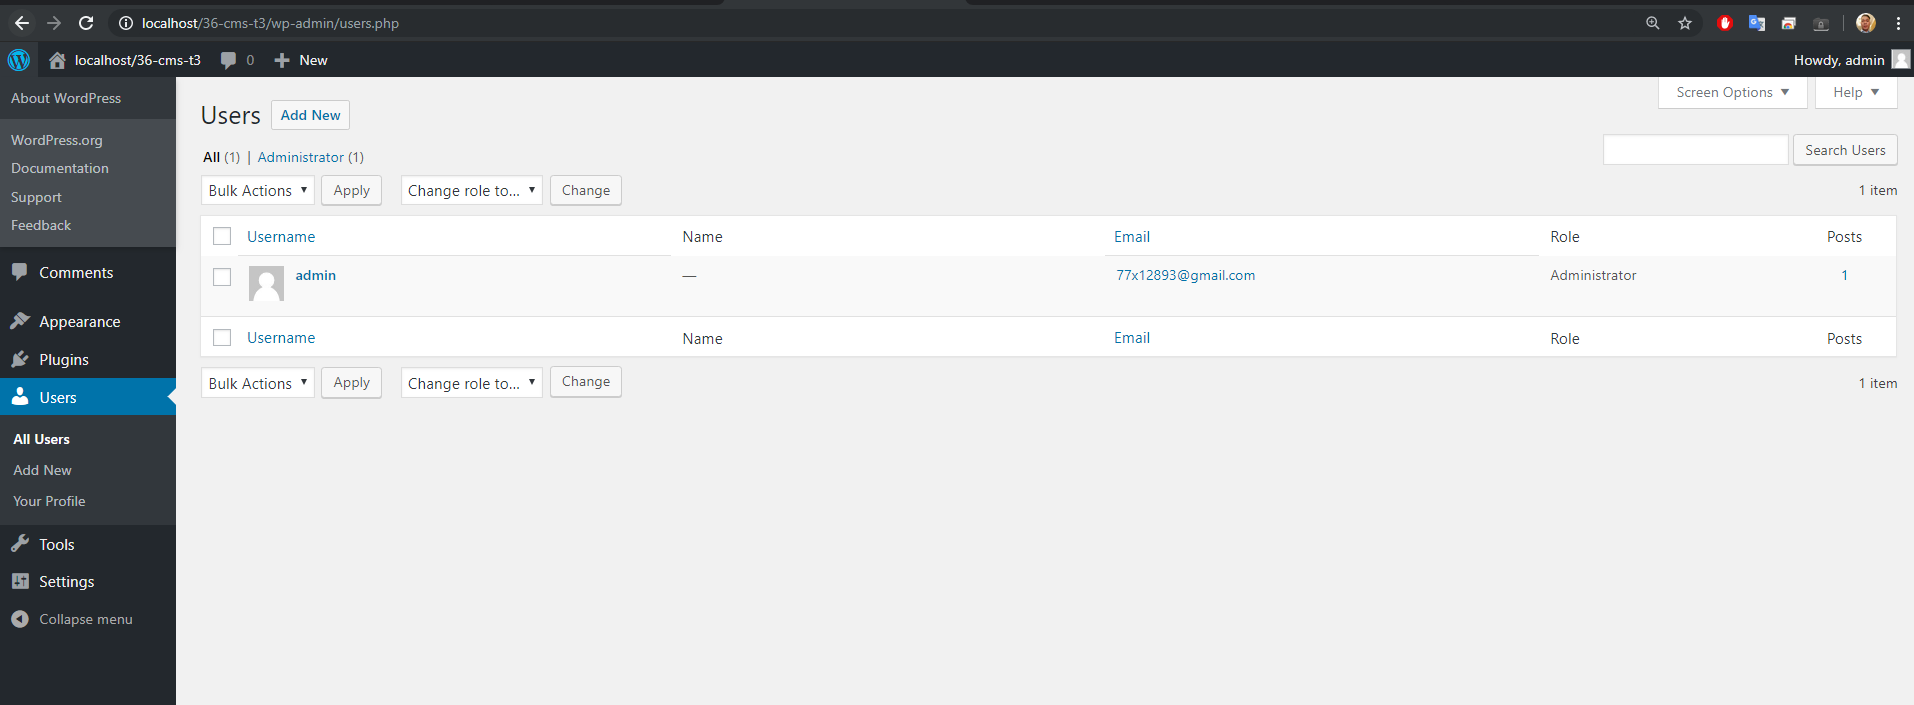 localhost/36-cms-t3/wp-admin/users.php
localhost/36-cms-t3 0 New Howdy, admin
About WordPress
WordPress.org
Documentation
Support
Feedback
Comments
Appearance
Plugins
Users
All Users
Add New
Your Profile
Tools
Settings
Collapse menu
Screen Options Help
Users Add New
All (1) | Administrator (1)
Search Users
Bulk Actions Apply Change role to... Change 1 item
Username Name Email Role Posts
admin — 77x12893@gmail.com Administrator 1
Username Name Email Role Posts
Bulk Actions Apply Change role to... Change 1 item